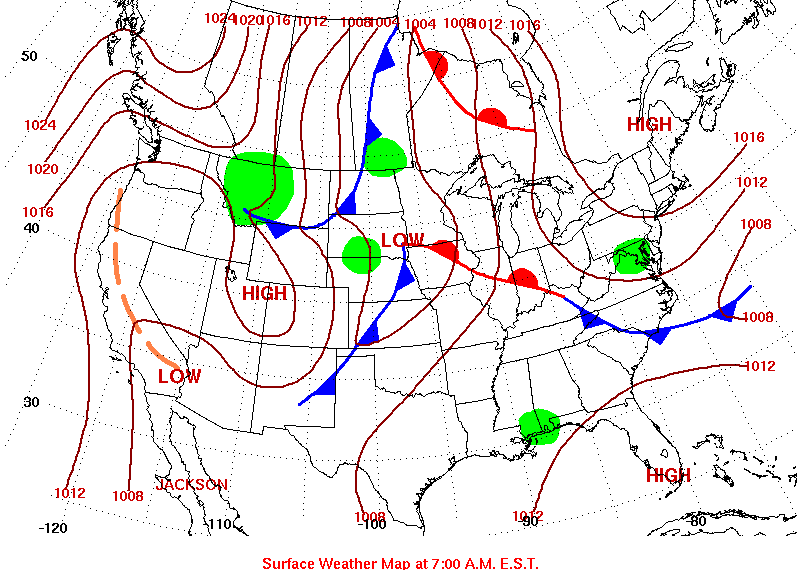 1024 1020 1016 1012 1008 1004 1004 1008 1012 1016
50
1024
HIGH
1016
1020
1012
1016
40
1008
LOW
HIGH
1008
1012
LOW
30
HIGH
JACKSON
1012
1008
1008
1012
-120
-110
-100
-90
-80
Surface Weather Map at 7:00 A.M. E.S.T.